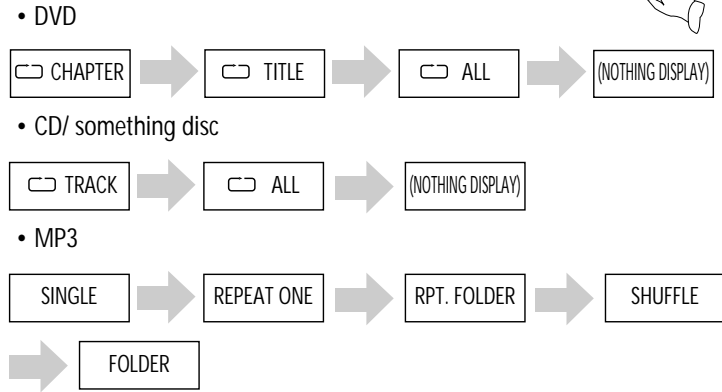 • DVD
CHAPTER TITLE ALL (NOTHING DISPLAY)
• CD/ something disc
TRACK ALL (NOTHING DISPLAY)
• MP3
SINGLE REPEAT ONE RPT. FOLDER SHUFFLE
FOLDER